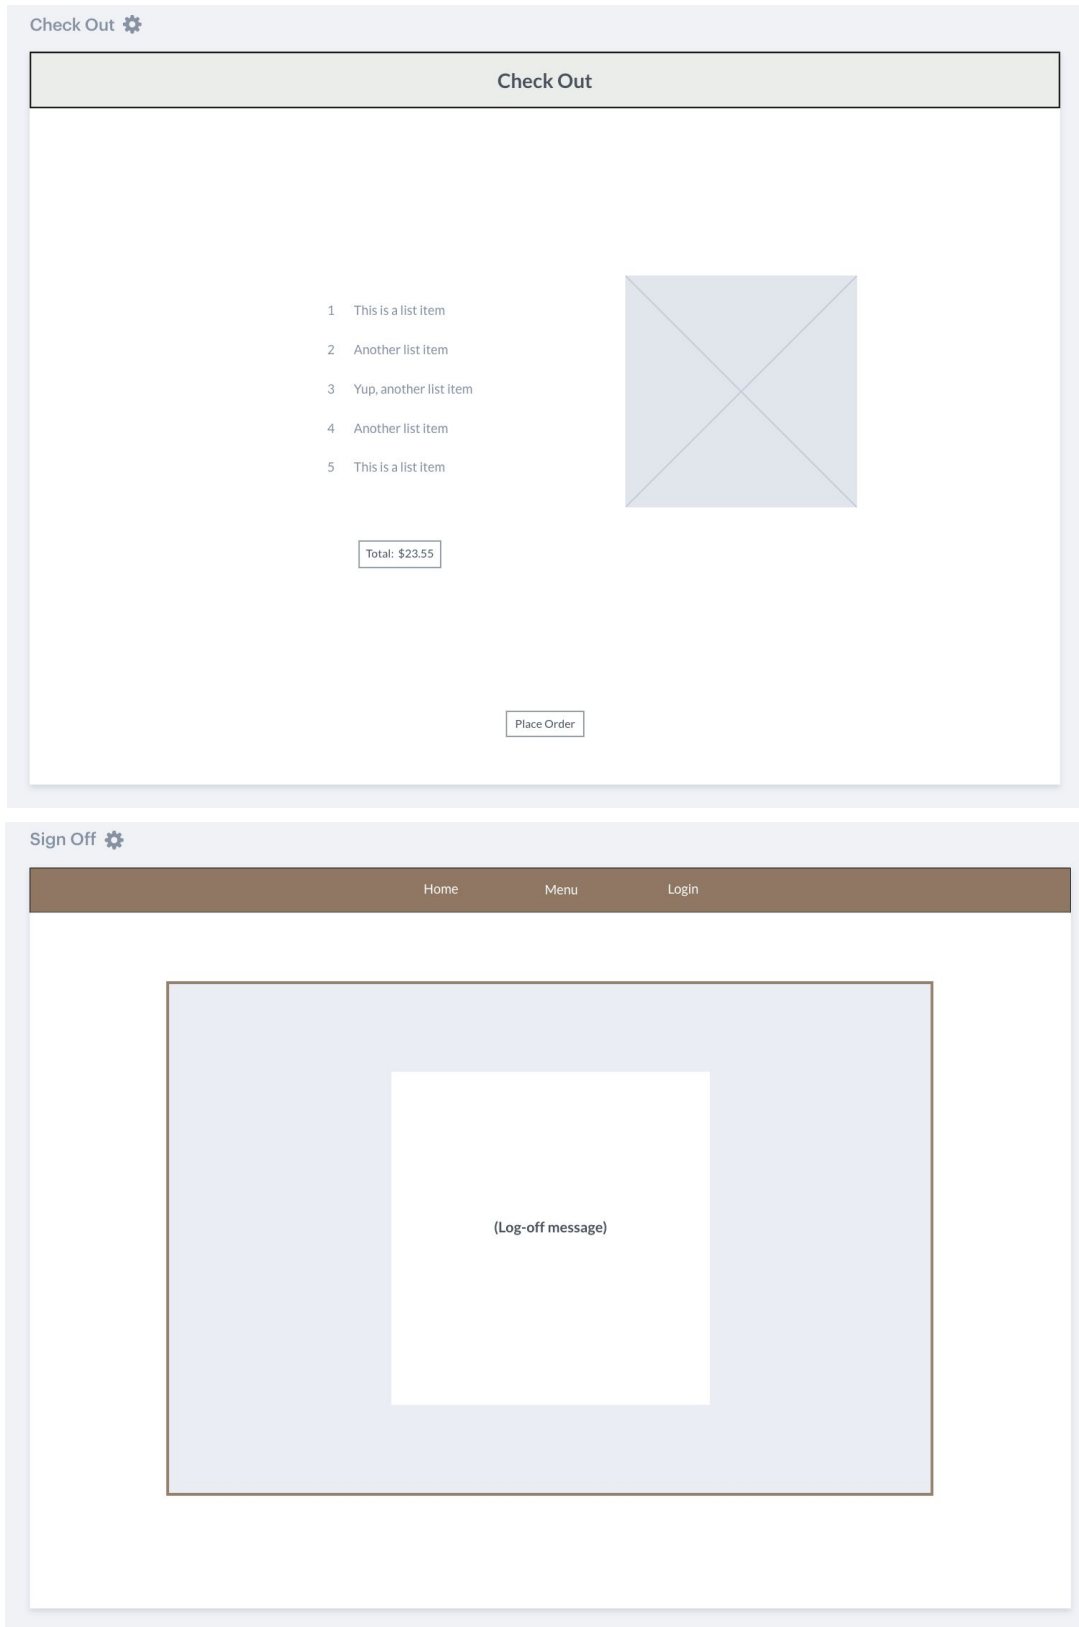 Check Out
Check Out
1 This is a list item
2 Another list item
3 Yup, another list item
4 Another list item
5 This is a list item
Total: $23.55
Place Order
Sign Off
Home Menu Login
(Log-off message)